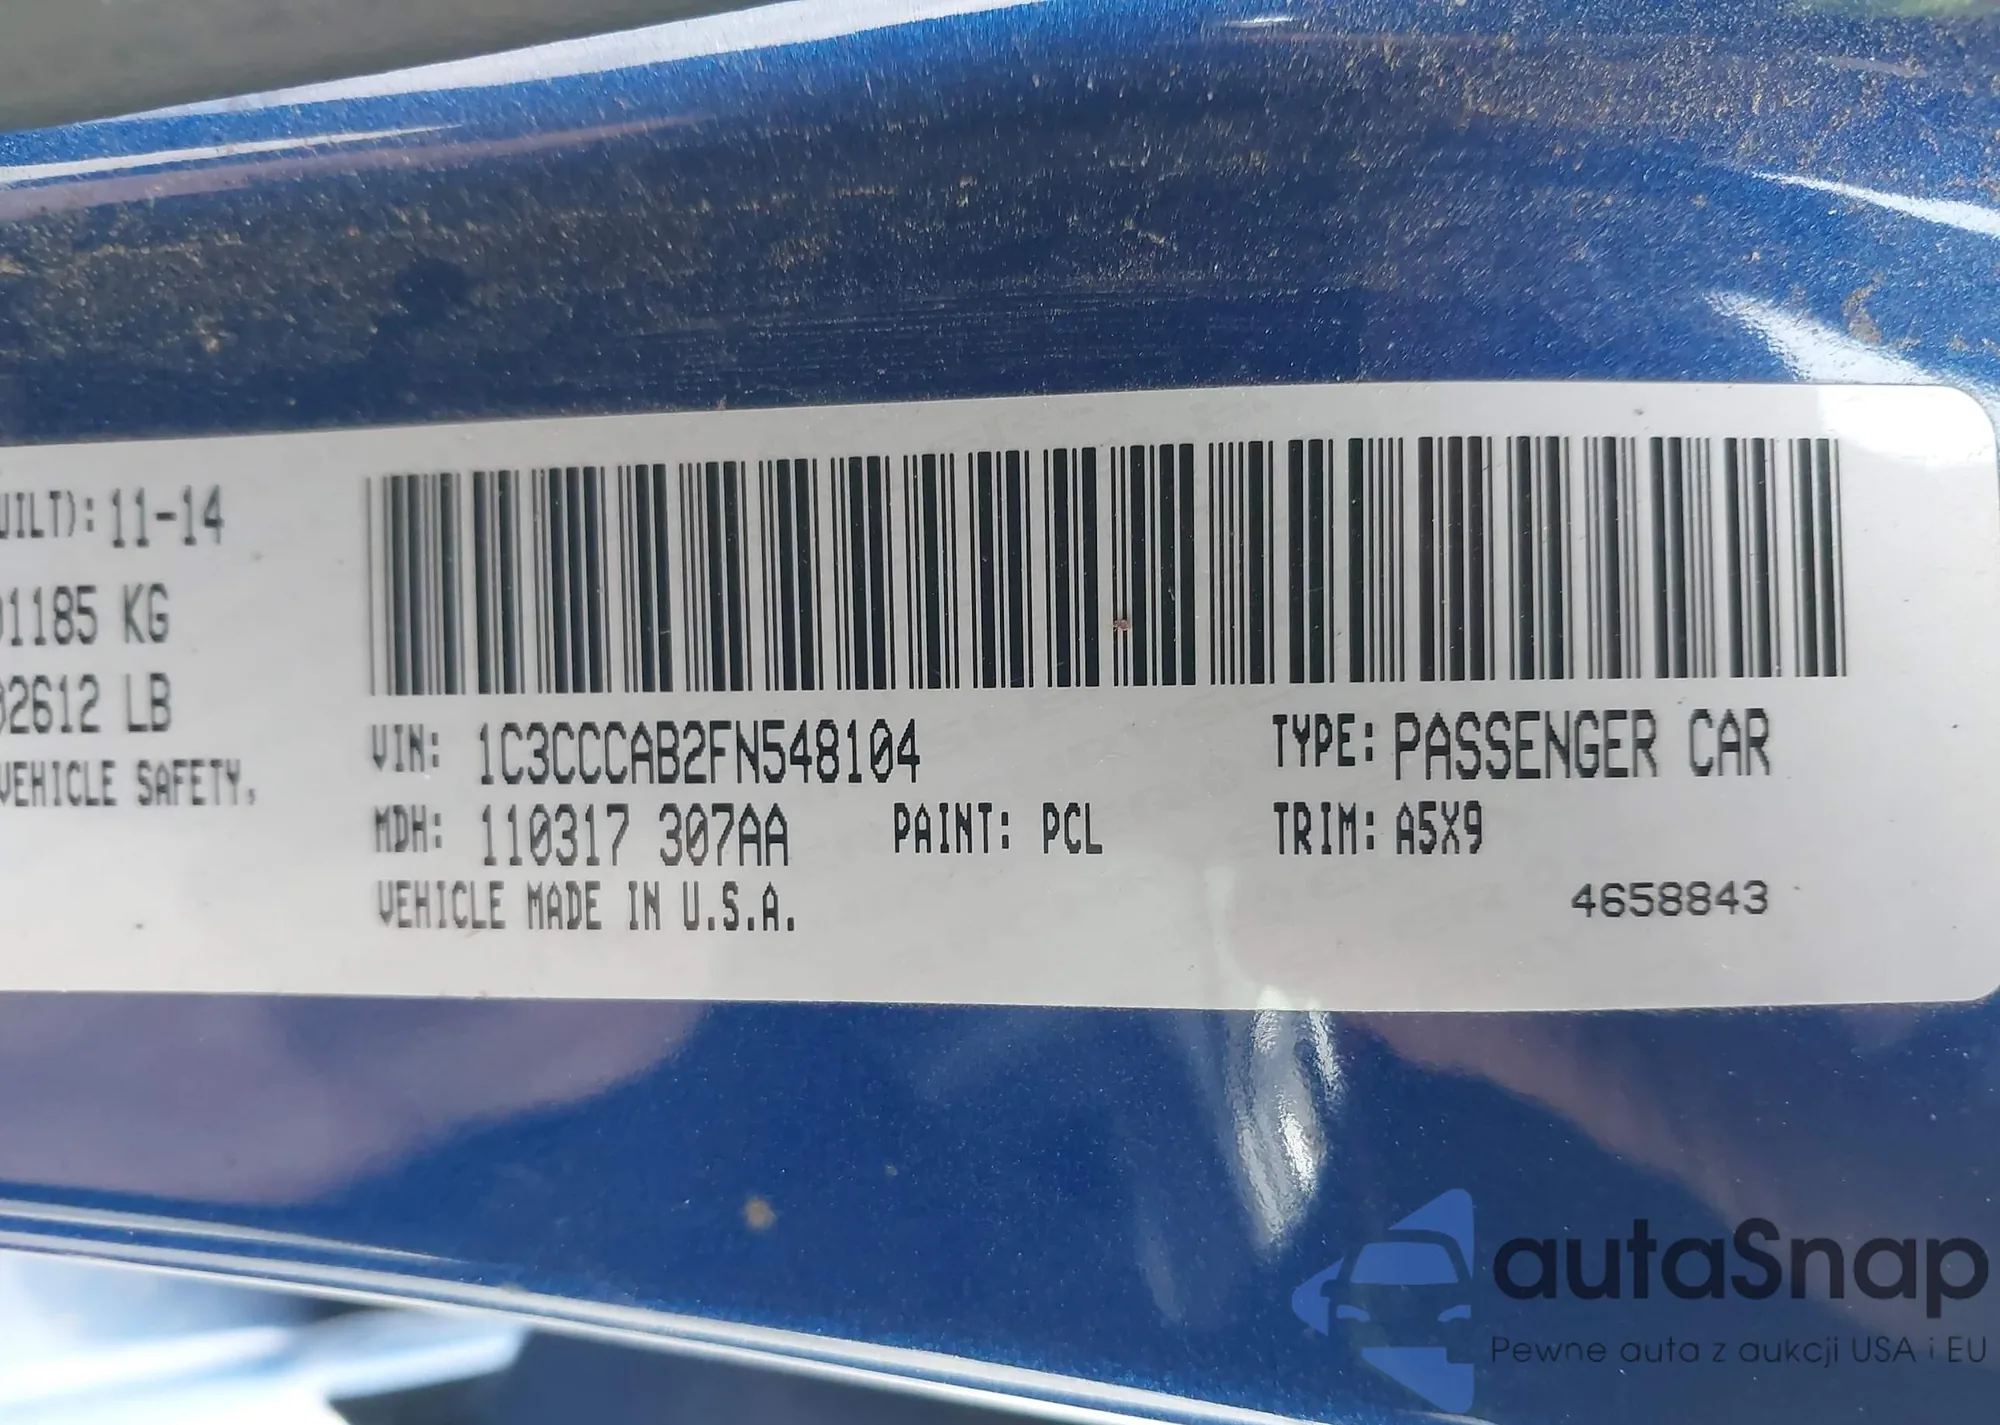 UILT): 11-14
01185 KG
02612 LB
VEHICLE SAFETY,
VIN: 1C3CCCAB2FN548104
TYPE: PASSENGER CAR
MDH: 110317 307AA
PAINT: PCL
TRIM: A5X9
VEHICLE MADE IN U.S.A.
4658843
autaSnap
Pewne auta z aukcji USA i EU